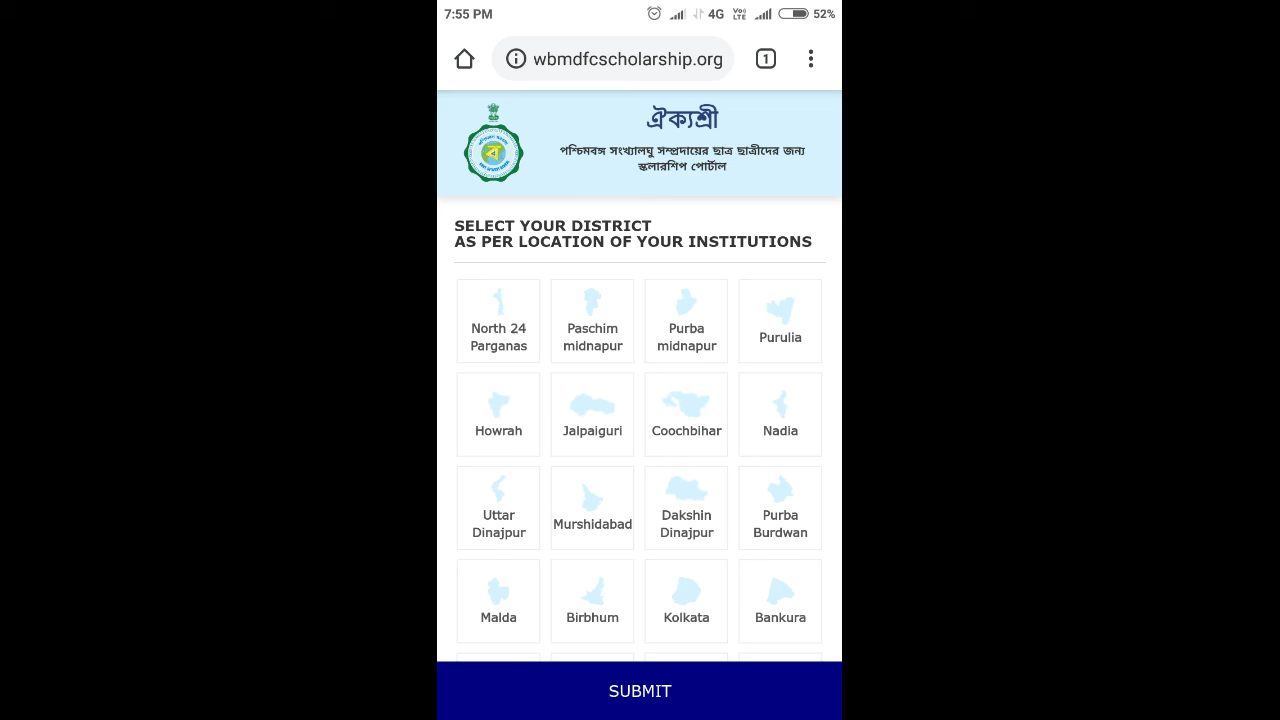 7:55 PM
4G
Vo)
LTE
52%
wbmdfcscholarship.org
1
ঐক্যশ্রী
পশ্চিমবঙ্গ সংখ্যালঘু সম্প্রদায়ের ছাত্র ছাত্রীদের জন্য
স্কলারশিপ পোর্টাল
SELECT YOUR DISTRICT
AS PER LOCATION OF YOUR INSTITUTIONS
North 24
Parganas
Paschim
midnapur
Purba
midnapur
Purulia
Howrah
Jalpaiguri
Coochbihar
Nadia
Uttar
Dinajpur
Murshidabad
Dakshin
Dinajpur
Purba
Burdwan
Malda
Birbhum
Kolkata
Bankura
SUBMIT